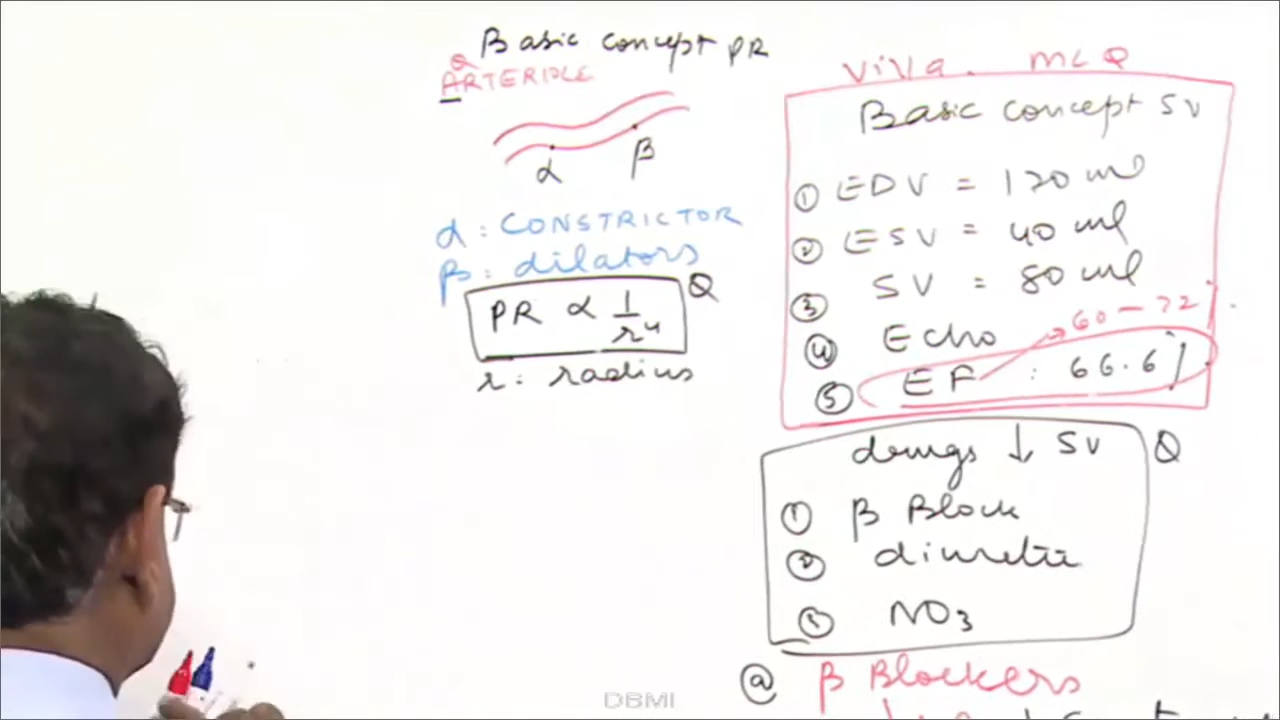 Basic concept PR
Q
ARTERIOLE
α β
α : CONSTRICTOR
β : dilators
PR ∝ 1/r⁴ Q
r : radius
Viva. MCQ
Basic concept SV
① EDV = 120 ml
② ESV = 40 ml
③ SV = 80 ml
④ Echo
60 – 72
⑤ EF : 66.6 %
drugs ↓ SV Q
① β Block
② diuretic
③ NO3
ⓐ β Blockers
DBMI